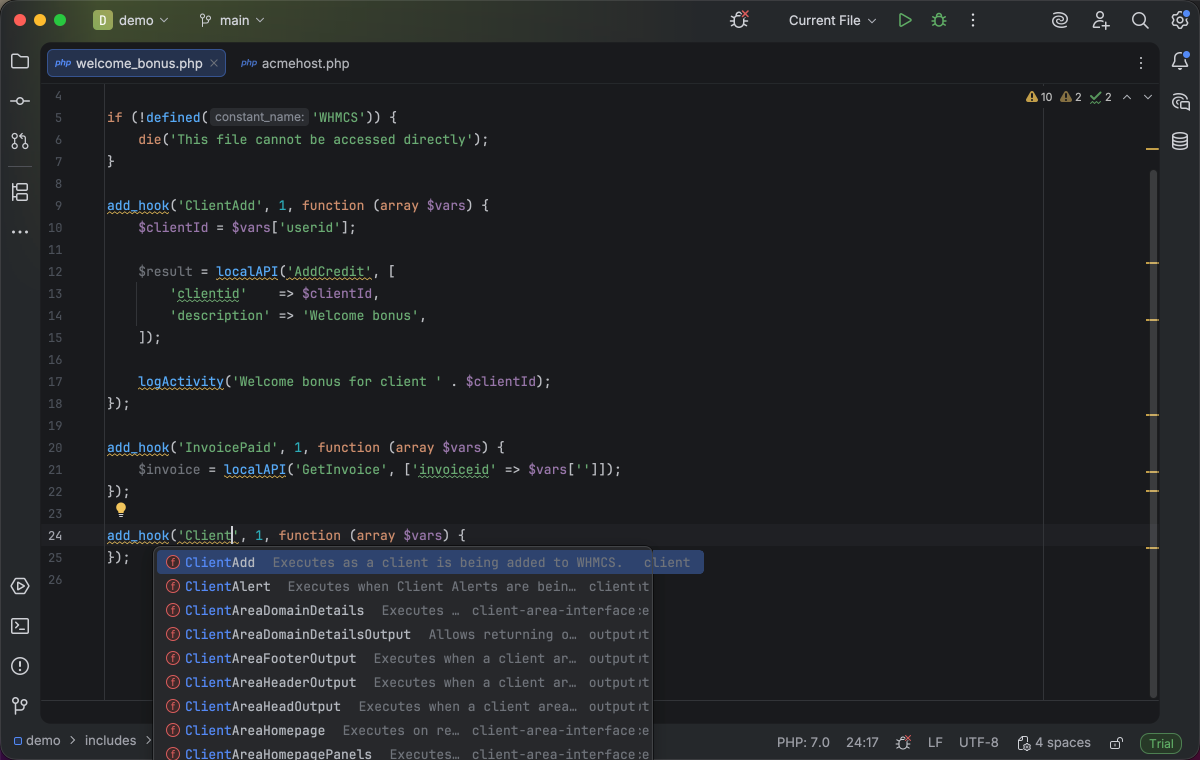 D demo main Current File
php welcome_bonus.php php acmehost.php
4 10 2 2
5 if (!defined( constant_name: 'WHMCS')) {
6 die('This file cannot be accessed directly');
7 }
8
9 add_hook('ClientAdd', 1, function (array $vars) {
10 $clientId = $vars['userid'];
11
12 $result = localAPI('AddCredit', [
13 'clientid' => $clientId,
14 'description' => 'Welcome bonus',
15 ]);
16
17 logActivity('Welcome bonus for client ' . $clientId);
18 });
19
20 add_hook('InvoicePaid', 1, function (array $vars) {
21 $invoice = localAPI('GetInvoice', ['invoiceid' => $vars['']]);
22 });
23
24 add_hook('Client', 1, function (array $vars) {
25 });
26
ClientAdd Executes as a client is being added to WHMCS. client
ClientAlert Executes when Client Alerts are bein… client
ClientAreaDomainDetails Executes … client-area-interface
ClientAreaDomainDetailsOutput Allows returning o… output
ClientAreaFooterOutput Executes when a client ar… output
ClientAreaHeaderOutput Executes when a client ar… output
ClientAreaHeadOutput Executes when a client area… output
ClientAreaHomepage Executes on re… client-area-interface
ClientAreaHomepagePanels Executes… client-area-interface
demo includes PHP: 7.0 24:17 LF UTF-8 4 spaces Trial